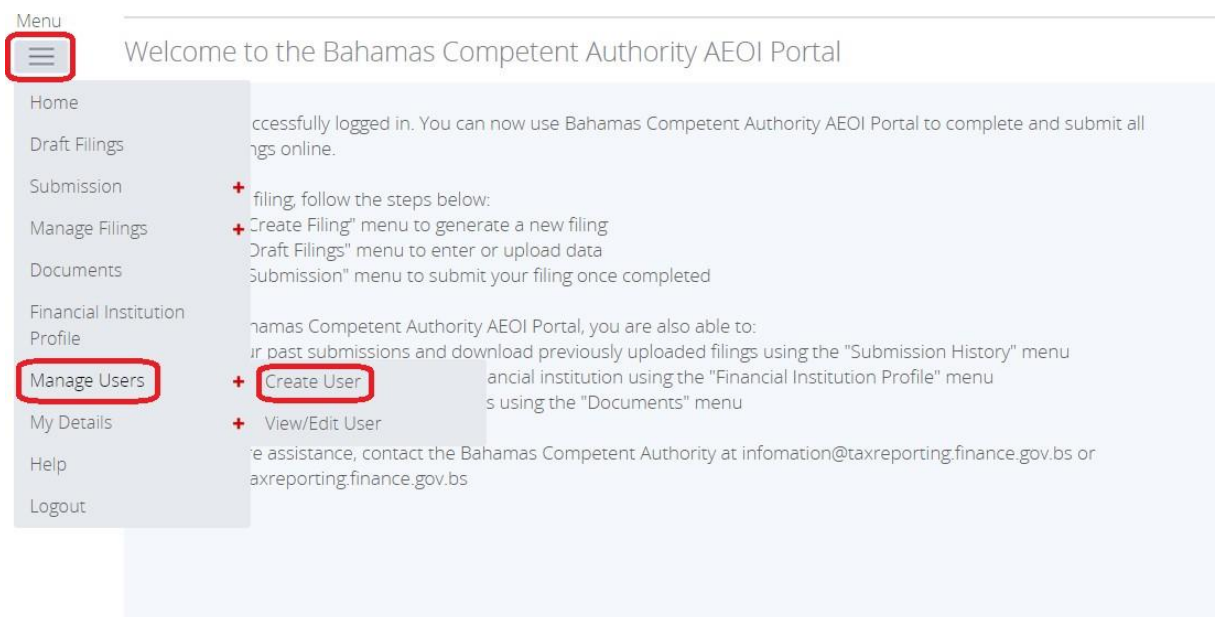 Menu
Welcome to the Bahamas Competent Authority AEOI Portal
Home
Draft Filings
Submission
Manage Filings
Documents
Financial Institution
Profile
Manage Users
My Details
Help
Logout
Create User
View/Edit User
ccessfully logged in. You can now use Bahamas Competent Authority AEOI Portal to complete and submit all
ngs online.
filing, follow the steps below:
Create Filing" menu to generate a new filing
Draft Filings" menu to enter or upload data
Submission" menu to submit your filing once completed
hamas Competent Authority AEOI Portal, you are also able to:
ur past submissions and download previously uploaded filings using the "Submission History" menu
ancial institution using the "Financial Institution Profile" menu
s using the "Documents" menu
re assistance, contact the Bahamas Competent Authority at infomation@taxreporting.finance.gov.bs or
axreporting.finance.gov.bs